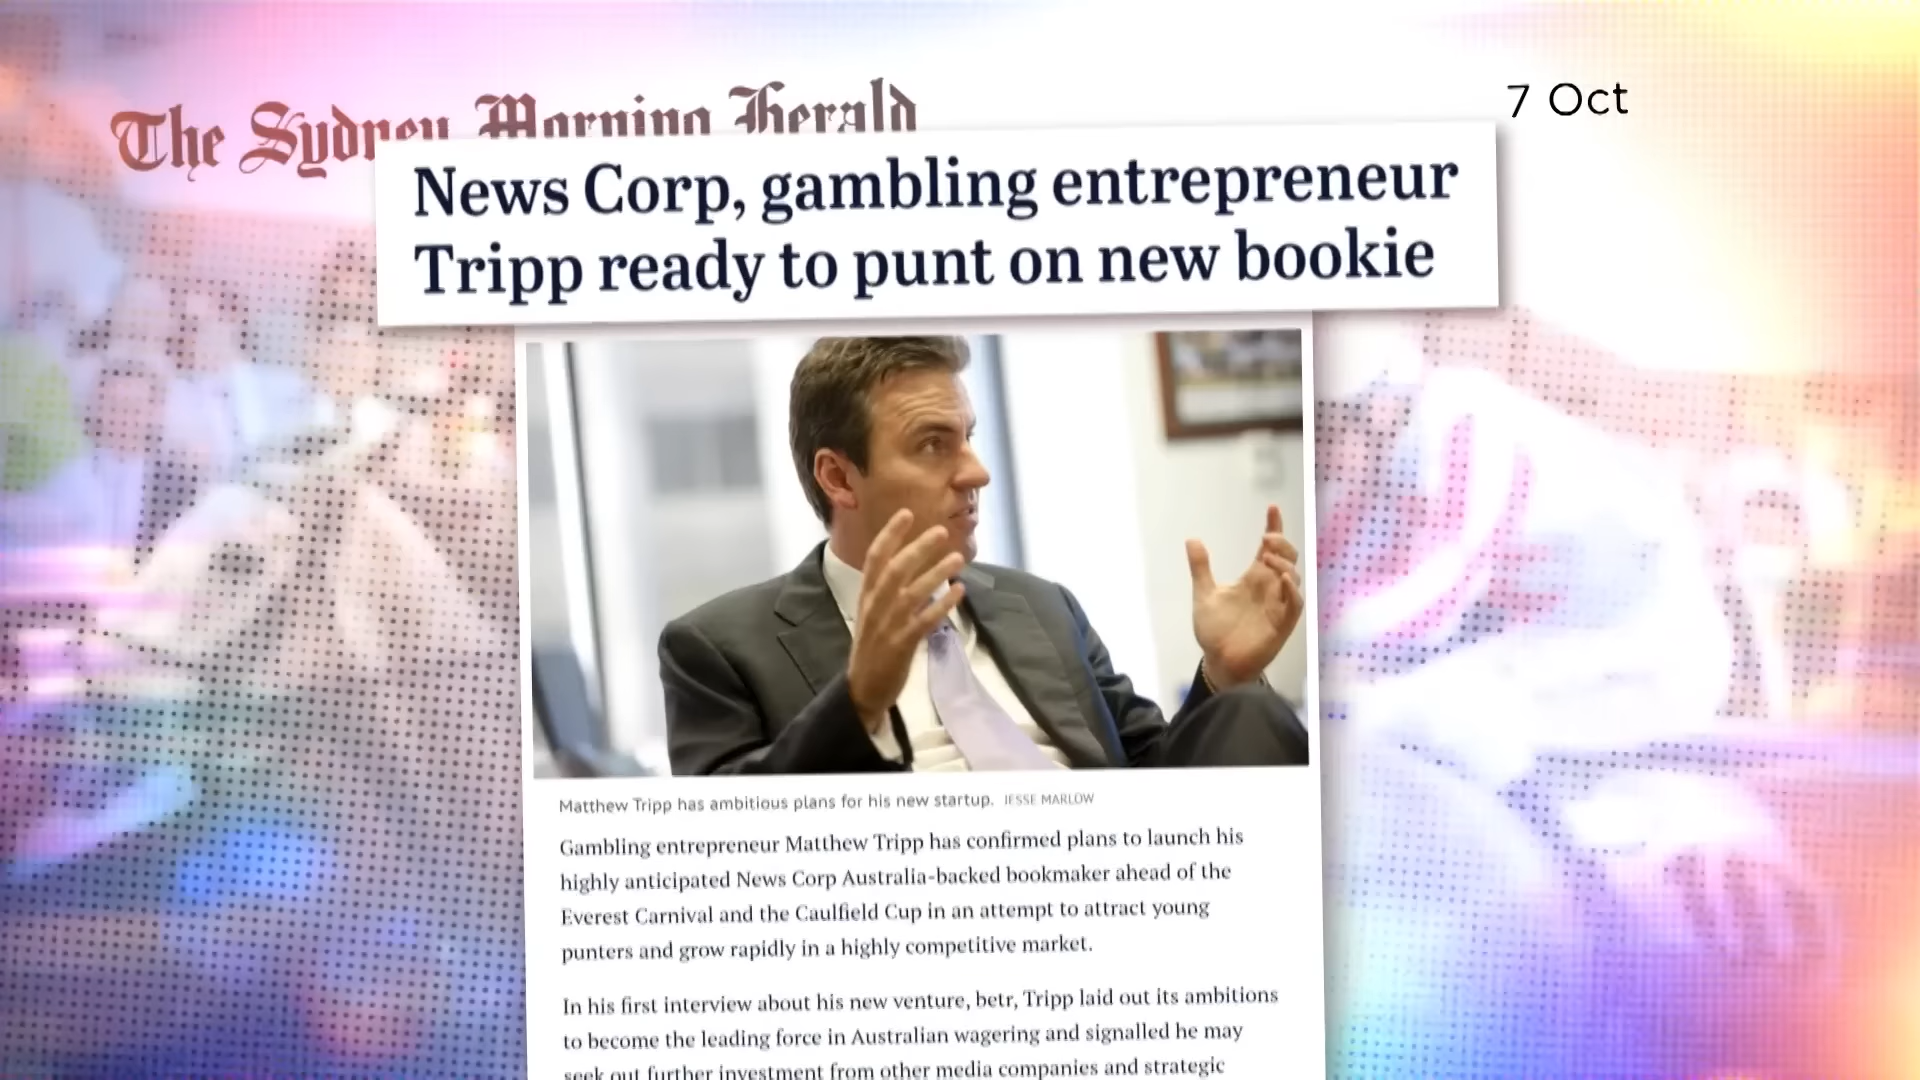 The Sydney Morning Herald
7 Oct
News Corp, gambling entrepreneur
Tripp ready to punt on new bookie
Matthew Tripp has ambitious plans for his new startup. JESSE MARLOW
Gambling entrepreneur Matthew Tripp has confirmed plans to launch his
highly anticipated News Corp Australia-backed bookmaker ahead of the
Everest Carnival and the Caulfield Cup in an attempt to attract young
punters and grow rapidly in a highly competitive market.
In his first interview about his new venture, betr, Tripp laid out its ambitions
to become the leading force in Australian wagering and signalled he may
seek out further investment from other media companies and strategic